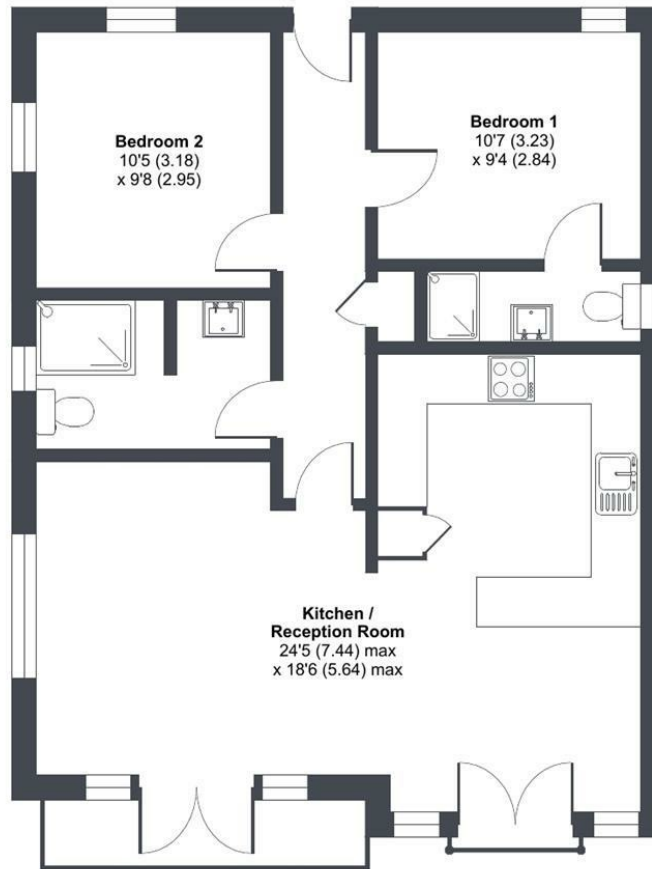 Bedroom 2
10'5 (3.18)
x 9'8 (2.95)
Bedroom 1
10'7 (3.23)
x 9'4 (2.84)
Kitchen /
Reception Room
24'5 (7.44) max
x 18'6 (5.64) max